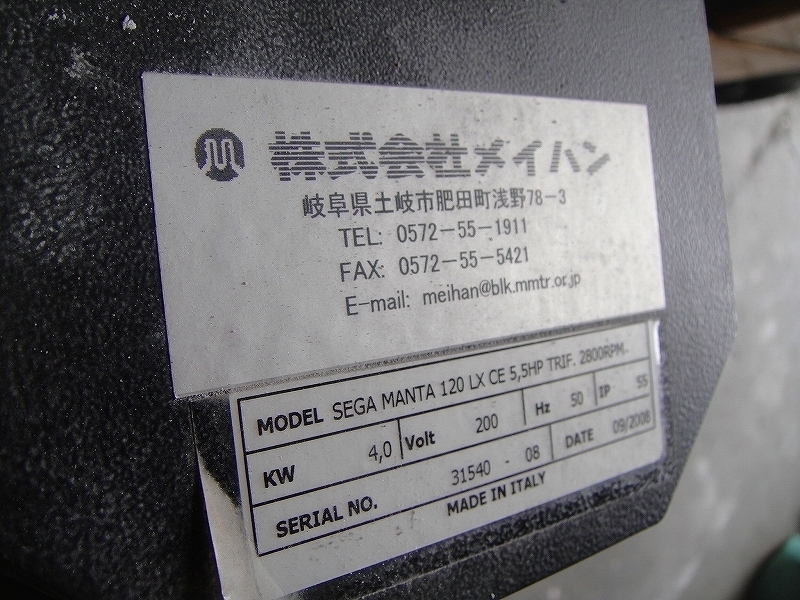 株式会社メイハン
岐阜県土岐市肥田町浅野78-3
TEL: 0572-55-1911
FAX: 0572-55-5421
E-mail: meihan@blk.mmtr.or.jp
MODEL SEGA MANTA 120 LX CE 5,5HP TRIF. 2800RPM.
KW 4,0 Volt 200 Hz 50 IP 55
SERIAL NO. 31540 - 08 DATE 09/2008
MADE IN ITALY